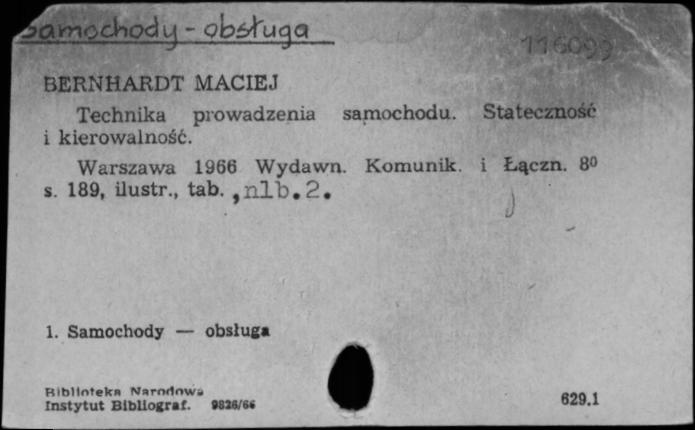 Samochody - obsługa
116099
BERNHARDT MACIEJ
Technika prowadzenia samochodu. Stateczność
i kierowalność.
Warszawa 1966 Wydawn. Komunik. i Łączn. 8⁰
s. 189, ilustr., tab. , nlb. 2.
1. Samochody — obsługa
Biblioteka Narodowa
Instytut Bibliograf. 9826/66
629.1